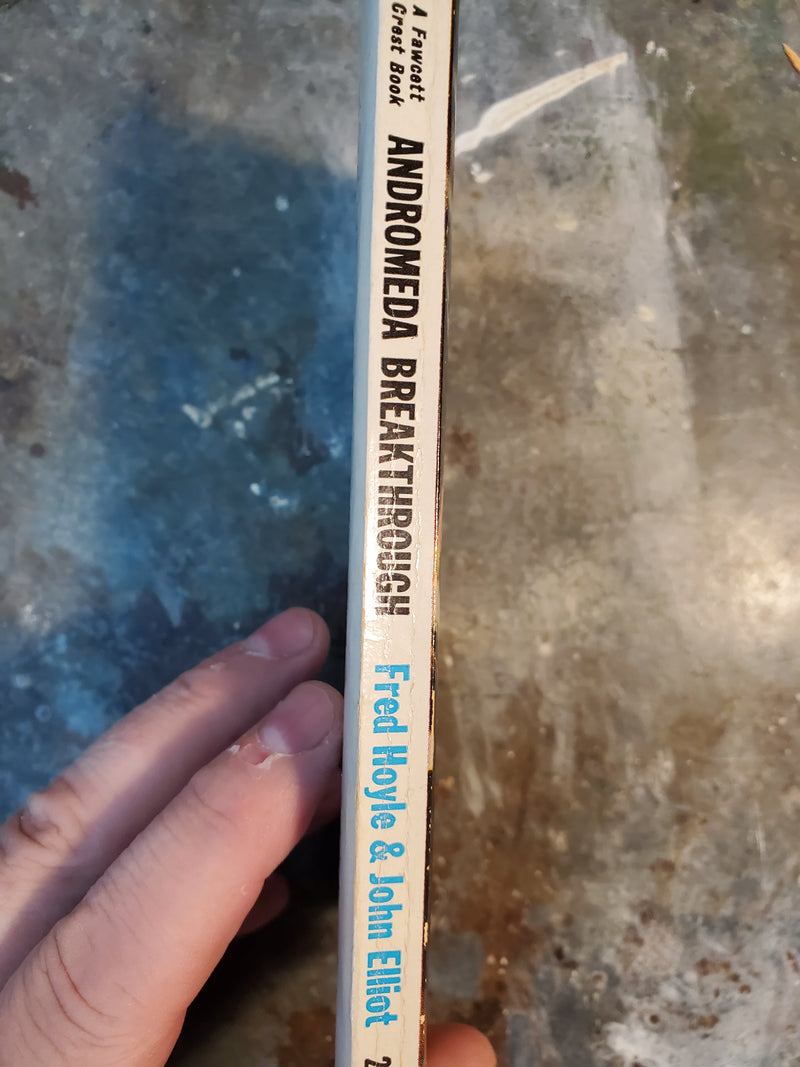 A Fawcett
Crest Book
ANDROMEDA BREAKTHROUGH
Fred Hoyle & John Elliot